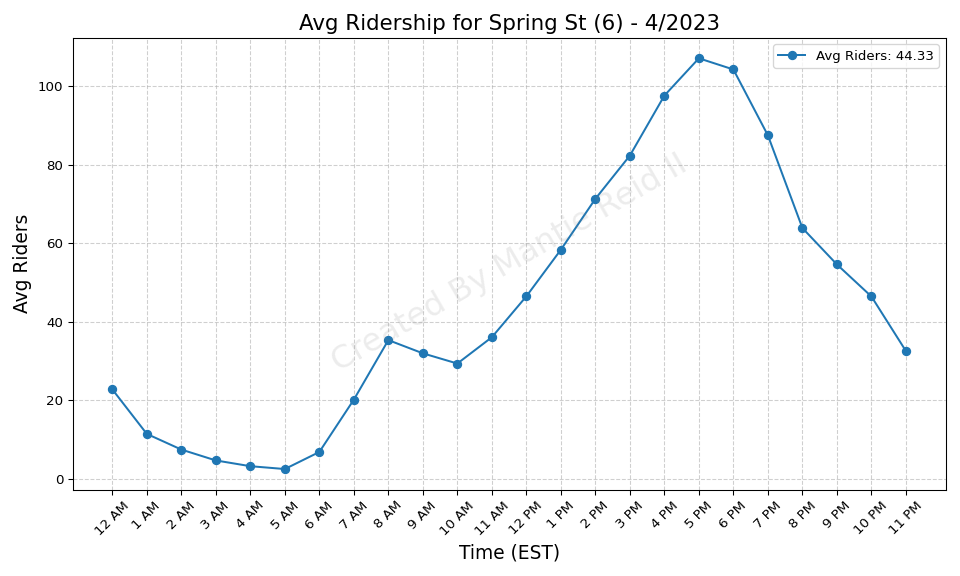 Avg Ridership for Spring St (6) - 4/2023
Avg Riders: 44.33
100
80
60
40
20
0
Avg Riders
Created By Mantie Reid II
12 AM
1 AM
2 AM
3 AM
4 AM
5 AM
6 AM
7 AM
8 AM
9 AM
10 AM
11 AM
12 PM
1 PM
2 PM
3 PM
4 PM
5 PM
6 PM
7 PM
8 PM
9 PM
10 PM
11 PM
Time (EST)